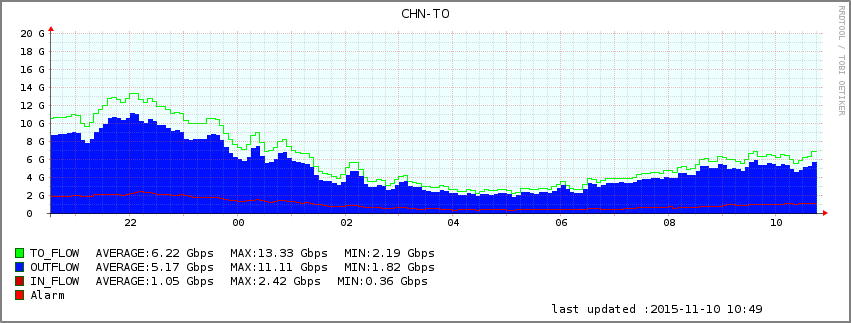 CHN-TO
RRDTOOL / TOBI OETIKER
20 G
18 G
16 G
14 G
12 G
10 G
8 G
6 G
4 G
2 G
0
22 00 02 04 06 08 10
TO_FLOW AVERAGE:6.22 Gbps MAX:13.33 Gbps MIN:2.19 Gbps
OUTFLOW AVERAGE:5.17 Gbps MAX:11.11 Gbps MIN:1.82 Gbps
IN_FLOW AVERAGE:1.05 Gbps MAX:2.42 Gbps MIN:0.36 Gbps
Alarm
last updated :2015-11-10 10:49